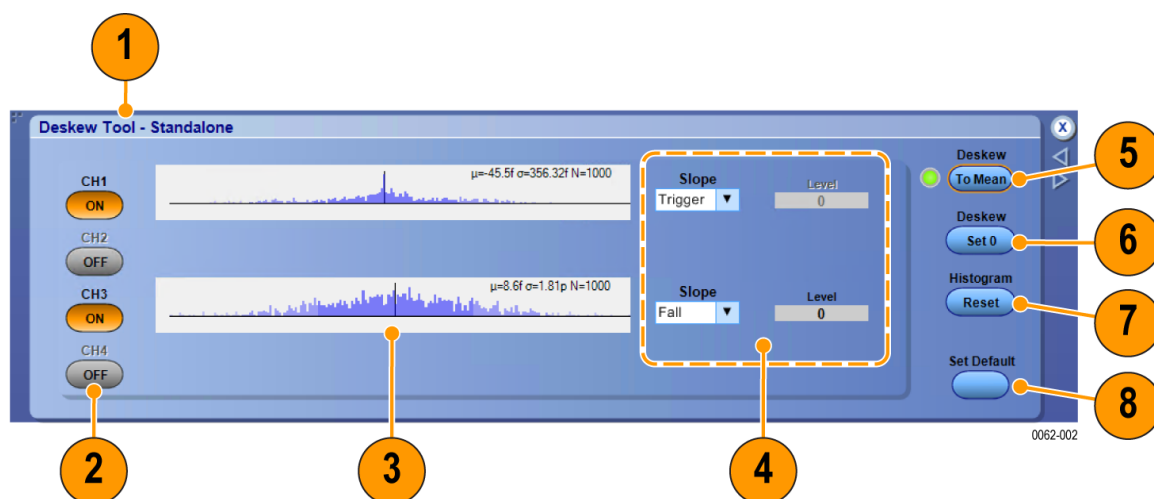 1
Deskew Tool - Standalone
X
CH1
ON
μ=-45.5f σ=356.32f N=1000
Slope
Trigger
Level
0
Deskew
To Mean
5
CH2
OFF
Deskew
Set 0
6
CH3
ON
μ=8.6f σ=1.81p N=1000
Slope
Fall
Level
0
Histogram
Reset
7
CH4
OFF
Set Default
8
0062-002
2
3
4